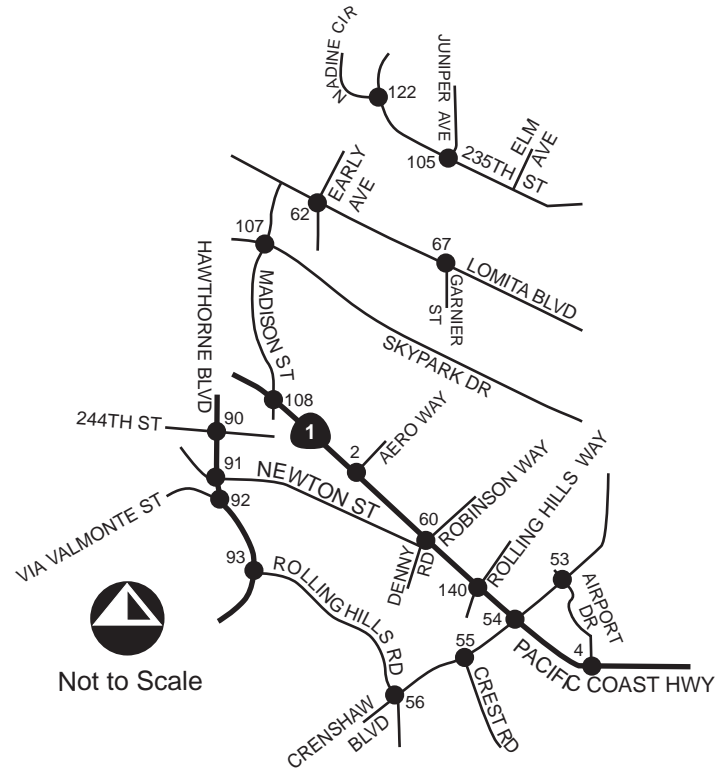 NADINE CIR
122
JUNIPER AVE
105
235TH ST
ELM
AVE
EARLY
AVE
62
107
67
LOMITA BLVD
GARNIER
ST
HAWTHORNE BLVD
MADISON ST
SKYPARK DR
108
1
244TH ST
90
2
AERO WAY
91
NEWTON ST
92
VIA VALMONTE ST
60
ROBINSON WAY
DENNY
RD
ROLLING HILLS WAY
93
ROLLING HILLS RD
140
53
AIRPORT
DR
54
55
4
PACIFIC COAST HWY
Not to Scale
56
CREST RD
CRENSHAW
BLVD